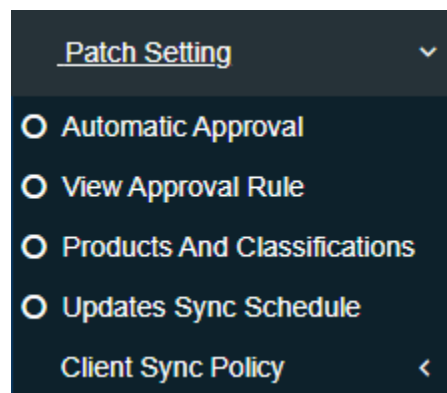 Patch Setting
Automatic Approval
View Approval Rule
Products And Classifications
Updates Sync Schedule
Client Sync Policy